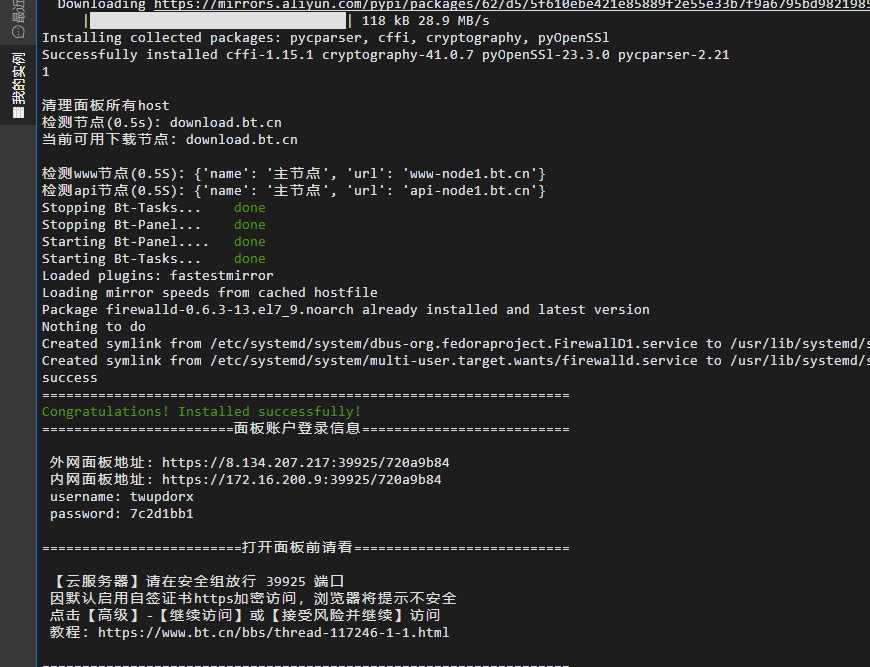 最近
我的实例
Downloading https://mirrors.aliyun.com/pypi/packages/62/d5/5f610ebe421e85889f2e55e33b7f9a6795bd982198
| | 118 kB 28.9 MB/s
Installing collected packages: pycparser, cffi, cryptography, pyOpenSSl
Successfully installed cffi-1.15.1 cryptography-41.0.7 pyOpenSSl-23.3.0 pycparser-2.21
1
清理面板所有host
检测节点(0.5s): download.bt.cn
当前可用下载节点: download.bt.cn
检测www节点(0.5S): {'name': '主节点', 'url': 'www-node1.bt.cn'}
检测api节点(0.5S): {'name': '主节点', 'url': 'api-node1.bt.cn'}
Stopping Bt-Tasks... done
Stopping Bt-Panel... done
Starting Bt-Panel.... done
Starting Bt-Tasks... done
Loaded plugins: fastestmirror
Loading mirror speeds from cached hostfile
Package firewalld-0.6.3-13.el7_9.noarch already installed and latest version
Nothing to do
Created symlink from /etc/systemd/system/dbus-org.fedoraproject.FirewallD1.service to /usr/lib/systemd/s
Created symlink from /etc/systemd/system/multi-user.target.wants/firewalld.service to /usr/lib/systemd/s
success
==================================================================
Congratulations! Installed successfully!
========================面板账户登录信息==========================
外网面板地址: https://8.134.207.217:39925/720a9b84
内网面板地址: https://172.16.200.9:39925/720a9b84
username: twupdorx
password: 7c2d1bb1
=========================打开面板前请看===========================
【云服务器】请在安全组放行 39925 端口
因默认启用自签证书https加密访问，浏览器将提示不安全
点击【高级】-【继续访问】或【接受风险并继续】访问
教程: https://www.bt.cn/bbs/thread-117246-1-1.html
==================================================================